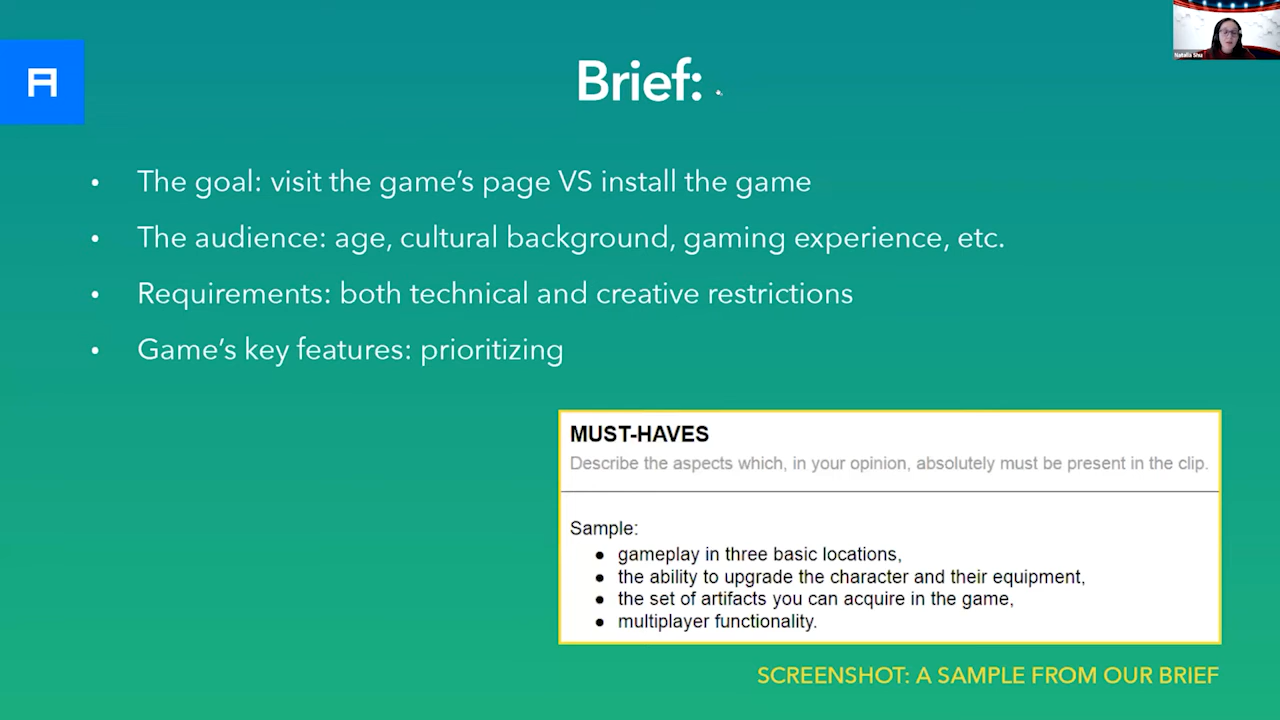 Natalia Shu
Brief:
• The goal: visit the game’s page VS install the game
• The audience: age, cultural background, gaming experience, etc.
• Requirements: both technical and creative restrictions
• Game’s key features: prioritizing
MUST-HAVES
Describe the aspects which, in your opinion, absolutely must be present in the clip.
Sample:
● gameplay in three basic locations,
● the ability to upgrade the character and their equipment,
● the set of artifacts you can acquire in the game,
● multiplayer functionality.
SCREENSHOT: A SAMPLE FROM OUR BRIEF